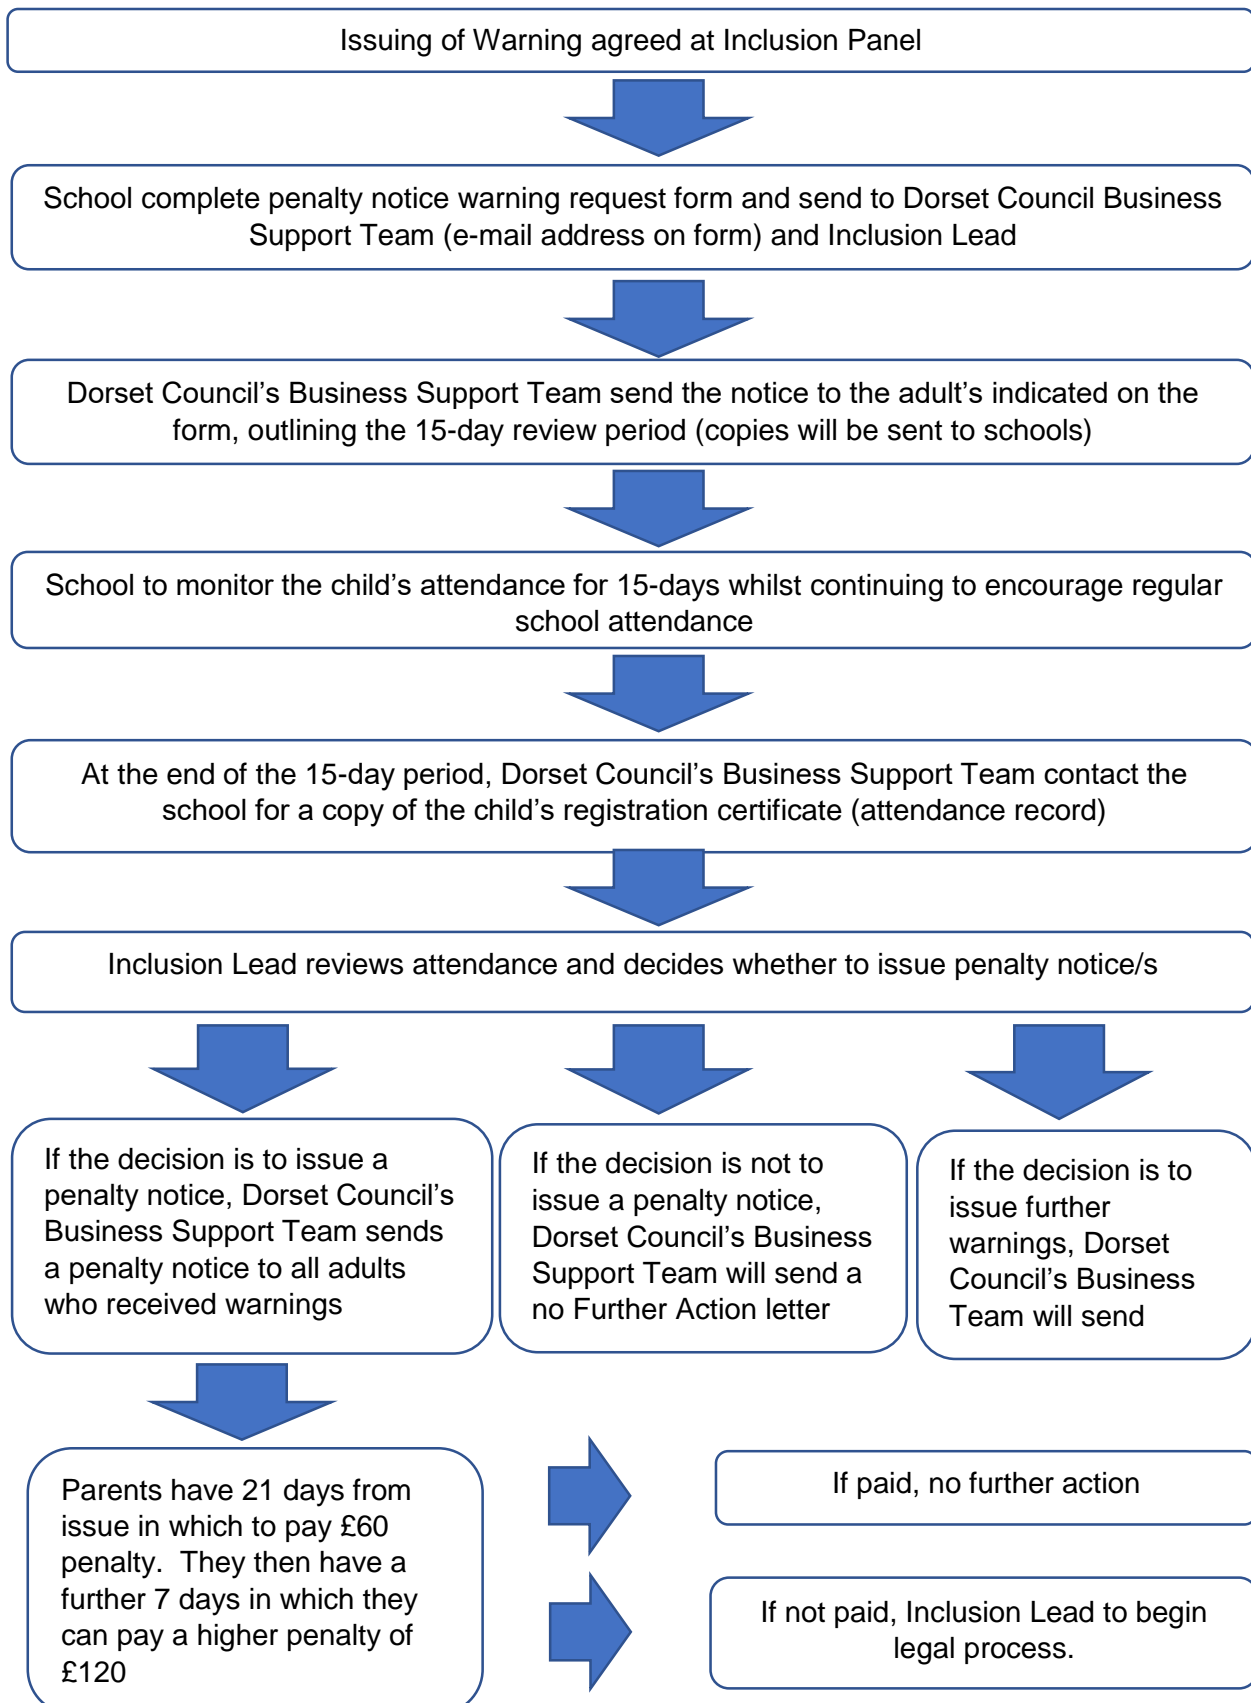 Issuing of Warning agreed at Inclusion Panel
School complete penalty notice warning request form and send to Dorset Council Business
Support Team (e-mail address on form) and Inclusion Lead
Dorset Council’s Business Support Team send the notice to the adult’s indicated on the
form, outlining the 15-day review period (copies will be sent to schools)
School to monitor the child’s attendance for 15-days whilst continuing to encourage regular
school attendance
At the end of the 15-day period, Dorset Council’s Business Support Team contact the
school for a copy of the child’s registration certificate (attendance record)
Inclusion Lead reviews attendance and decides whether to issue penalty notice/s
If the decision is to issue a
penalty notice, Dorset Council’s
Business Support Team sends
a penalty notice to all adults
who received warnings
If the decision is not to
issue a penalty notice,
Dorset Council’s Business
Support Team will send a
no Further Action letter
If the decision is to
issue further
warnings, Dorset
Council’s Business
Team will send
Parents have 21 days from
issue in which to pay £60
penalty.  They then have a
further 7 days in which they
can pay a higher penalty of
£120
If paid, no further action
If not paid, Inclusion Lead to begin
legal process.